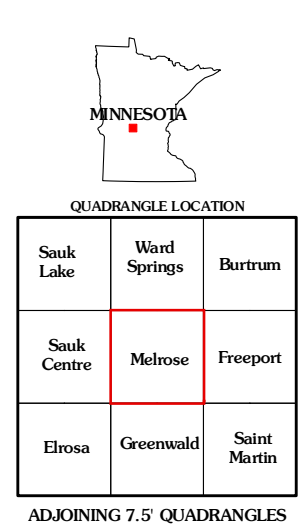 MINNESOTA
QUADRANGLE LOCATION
Sauk
Lake
Ward
Springs
Burtrum
Sauk
Centre
Melrose
Freeport
Elrosa
Greenwald
Saint
Martin
ADJOINING 7.5' QUADRANGLES